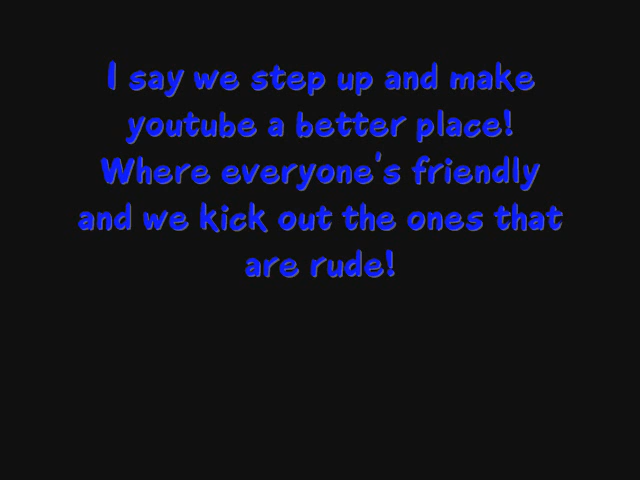 I say we step up and make
youtube a better place!
Where everyone's friendly
and we kick out the ones that
are rude!